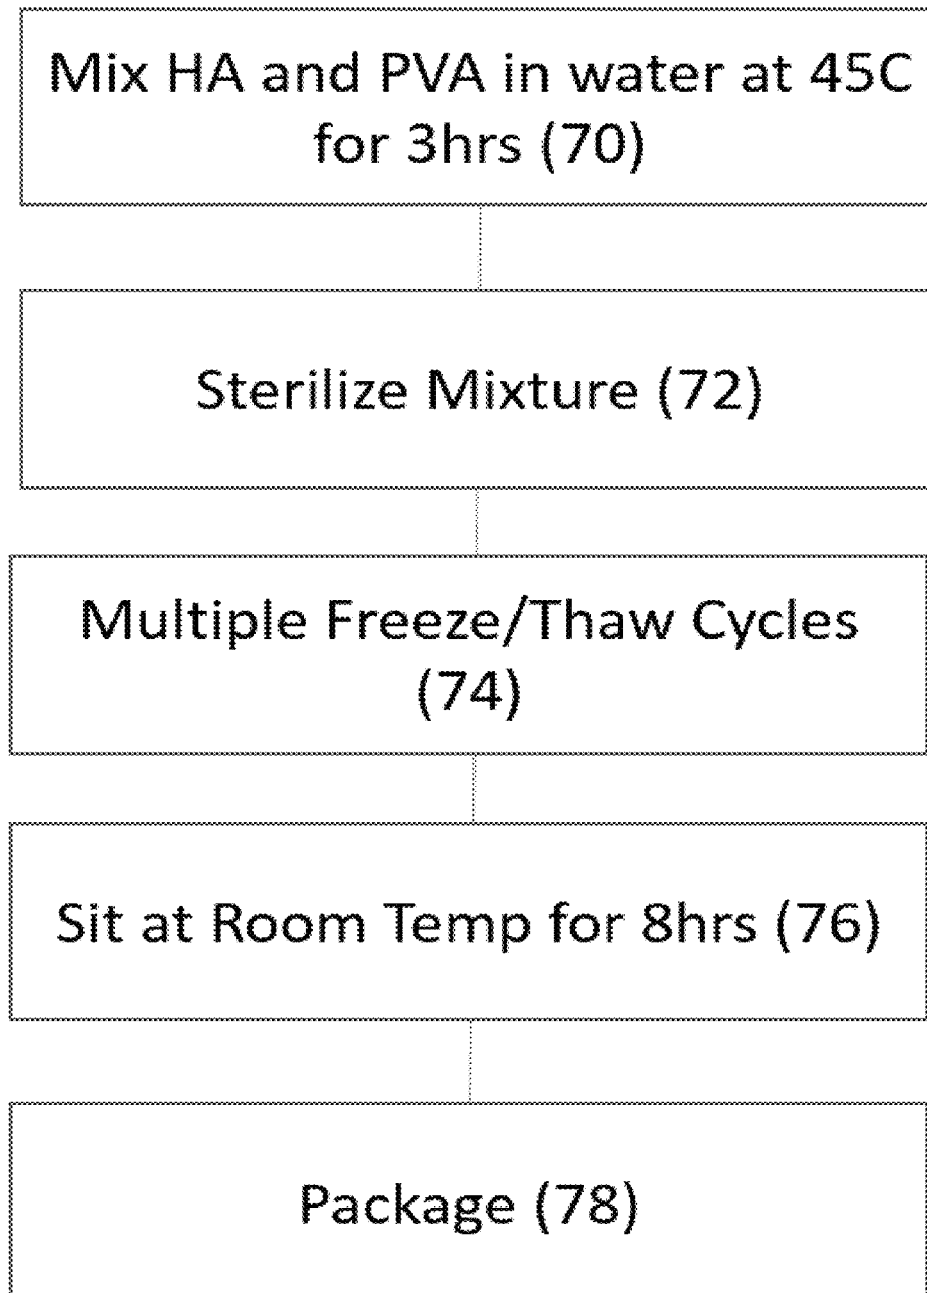 Mix HA and PVA in water at 45C
for 3hrs (70)
Sterilize Mixture (72)
Multiple Freeze/Thaw Cycles
(74)
Sit at Room Temp for 8hrs (76)
Package (78)